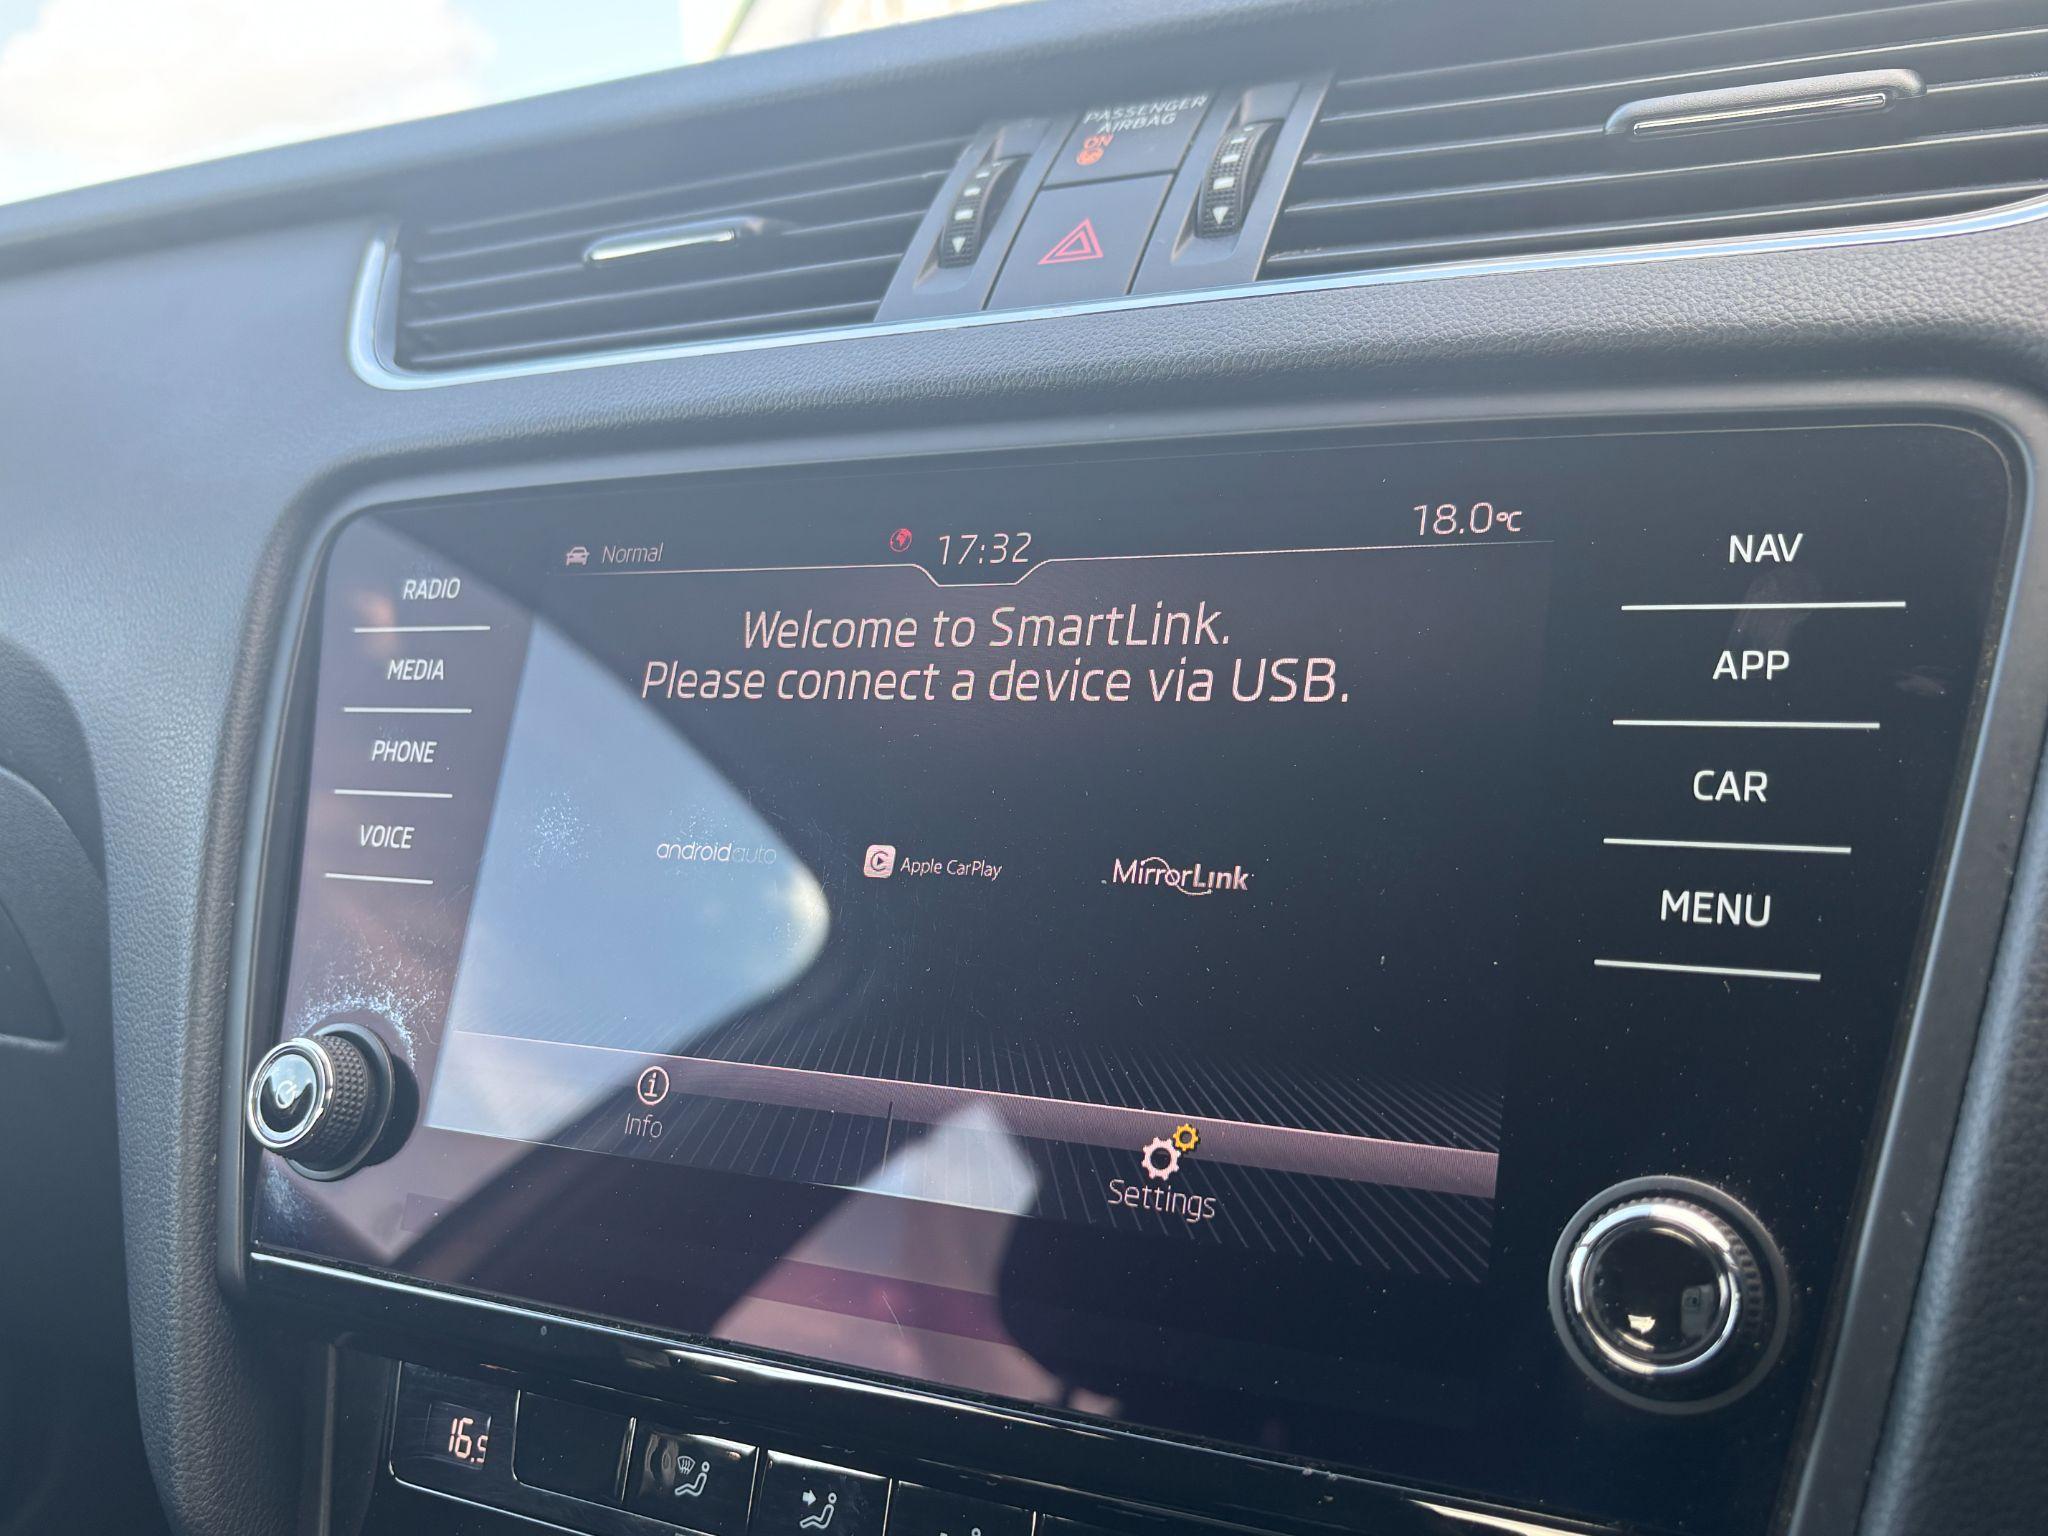 PASSENGER
AIRBAG
ON
Normal
17:32
18.0°C
Welcome to SmartLink.
Please connect a device via USB.
RADIO
MEDIA
PHONE
VOICE
NAV
APP
CAR
MENU
androidauto
Apple CarPlay
MirrorLink
Info
Settings
16.5